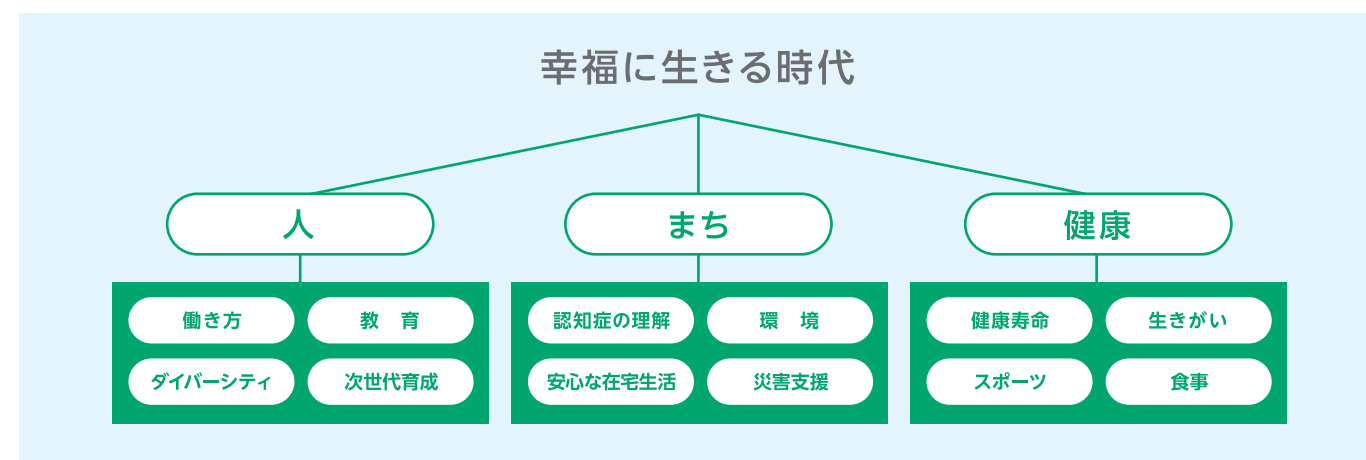 幸福に生きる時代
人
まち
健康
働き方
教　育
ダイバーシティ
次世代育成
認知症の理解
環　境
安心な在宅生活
災害支援
健康寿命
生きがい
スポーツ
食事